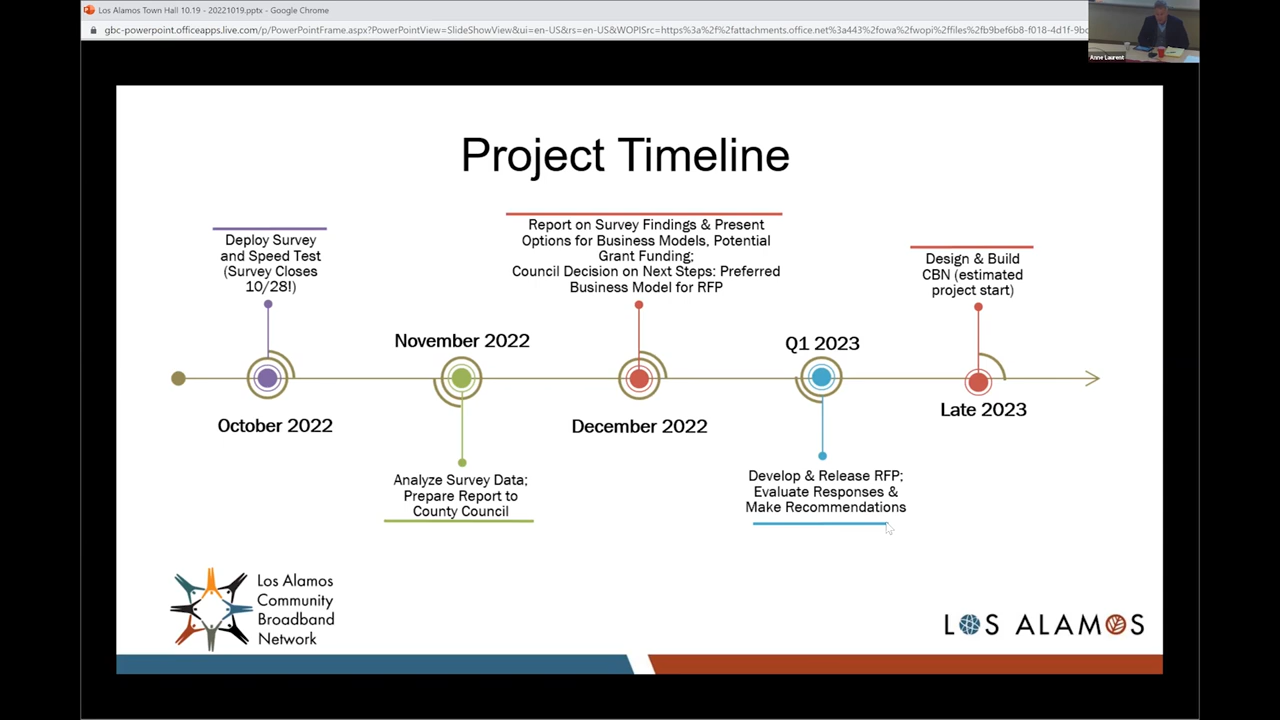 Los Alamos Town Hall 10.19 - 20221019.pptx - Google Chrome
gbc-powerpoint.officeapps.live.com/p/PowerPointFrame.aspx?PowerPointView=SlideShowView&ui=en-US&rs=en-US&WOPISrc=https%3a%2f%2fattachments.office.net%3a443%2fowa%2fwopi%2ffiles%2fb9bef6b8-f018-4d1f-9bc
Anne Laurent
Project Timeline
Deploy Survey
and Speed Test
(Survey Closes
10/28!)
October 2022
November 2022
Analyze Survey Data;
Prepare Report to
County Council
Report on Survey Findings & Present
Options for Business Models, Potential
Grant Funding;
Council Decision on Next Steps: Preferred
Business Model for RFP
December 2022
Q1 2023
Develop & Release RFP;
Evaluate Responses &
Make Recommendations
Design & Build
CBN (estimated
project start)
Late 2023
Los Alamos
Community
Broadband
Network
LOS ALAMOS